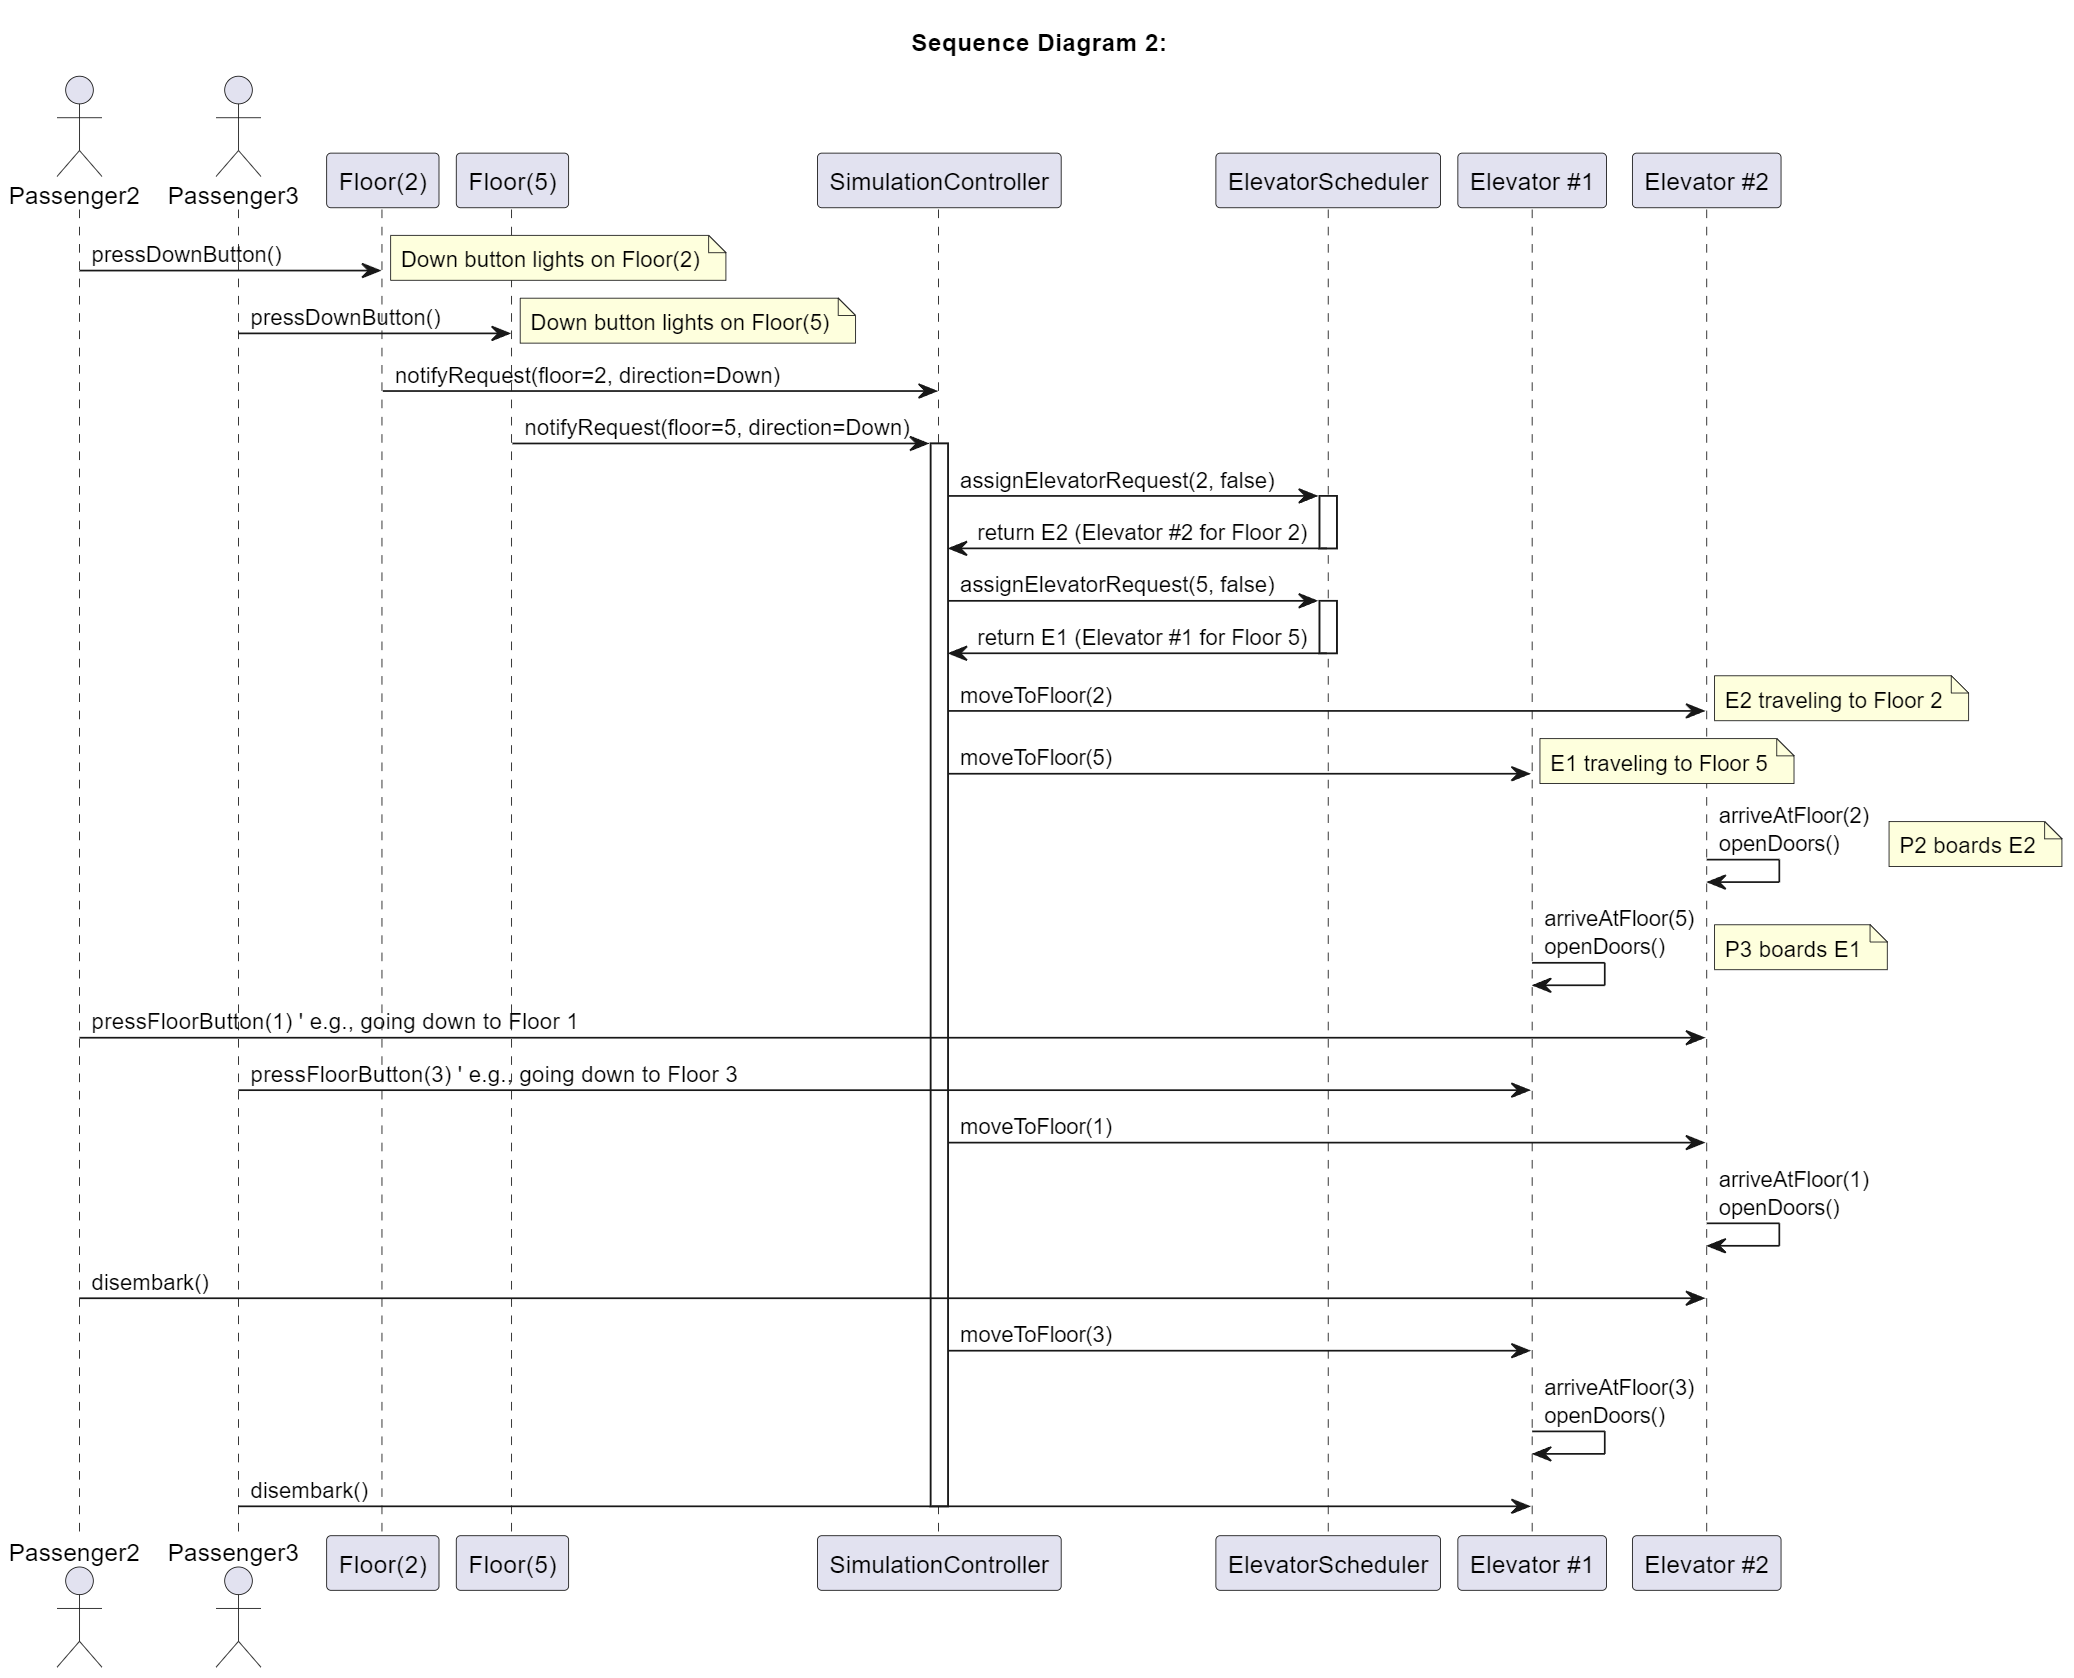 Sequence Diagram 2:
Passenger2
Passenger3
Floor(2)
Floor(5)
SimulationController
ElevatorScheduler
Elevator #1
Elevator #2
pressDownButton()
Down button lights on Floor(2)
pressDownButton()
Down button lights on Floor(5)
notifyRequest(floor=2, direction=Down)
notifyRequest(floor=5, direction=Down)
assignElevatorRequest(2, false)
return E2 (Elevator #2 for Floor 2)
assignElevatorRequest(5, false)
return E1 (Elevator #1 for Floor 5)
moveToFloor(2)
E2 traveling to Floor 2
moveToFloor(5)
E1 traveling to Floor 5
arriveAtFloor(2)
openDoors()
P2 boards E2
arriveAtFloor(5)
openDoors()
P3 boards E1
pressFloorButton(1) ' e.g., going down to Floor 1
pressFloorButton(3) ' e.g., going down to Floor 3
moveToFloor(1)
arriveAtFloor(1)
openDoors()
disembark()
moveToFloor(3)
arriveAtFloor(3)
openDoors()
disembark()
Passenger2
Passenger3
Floor(2)
Floor(5)
SimulationController
ElevatorScheduler
Elevator #1
Elevator #2